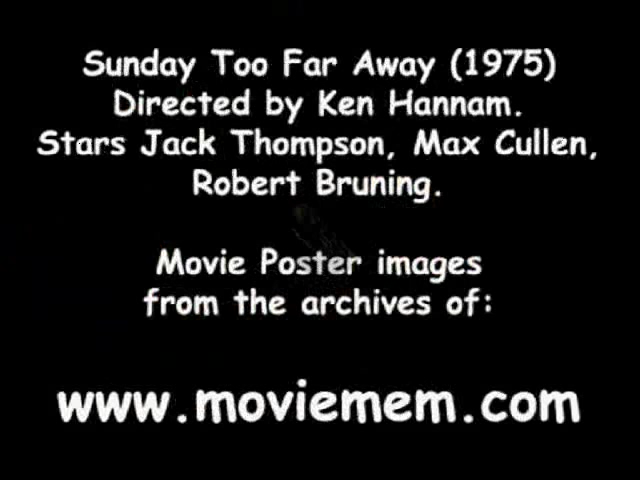 Sunday Too Far Away (1975)
Directed by Ken Hannam.
Stars Jack Thompson, Max Cullen,
Robert Bruning.
Movie Poster images
from the archives of:
www.moviemem.com